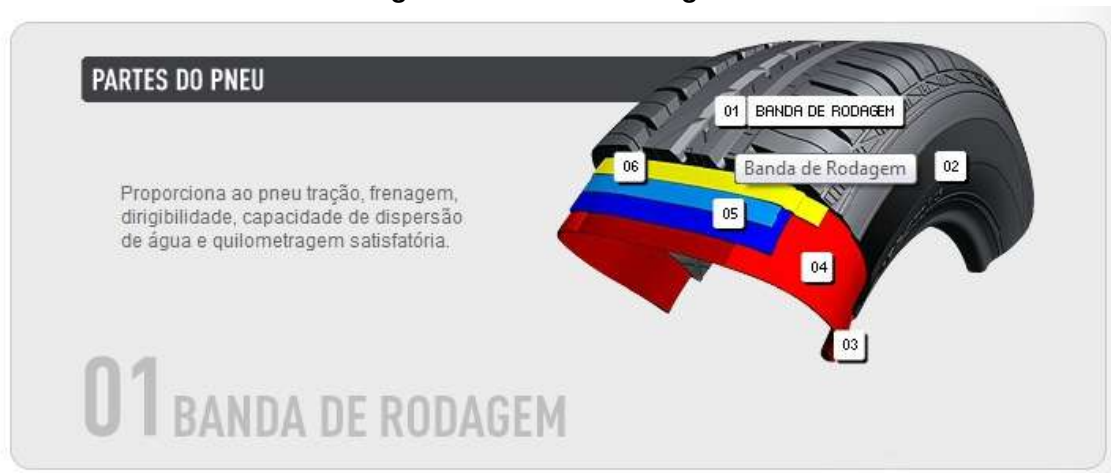 PARTES DO PNEU
01 BANDA DE RODAGEM
06
Banda de Rodagem
02
Proporciona ao pneu tração, frenagem,
dirigibilidade, capacidade de dispersão
de água e quilometragem satisfatória.
05
04
03
01 BANDA DE RODAGEM